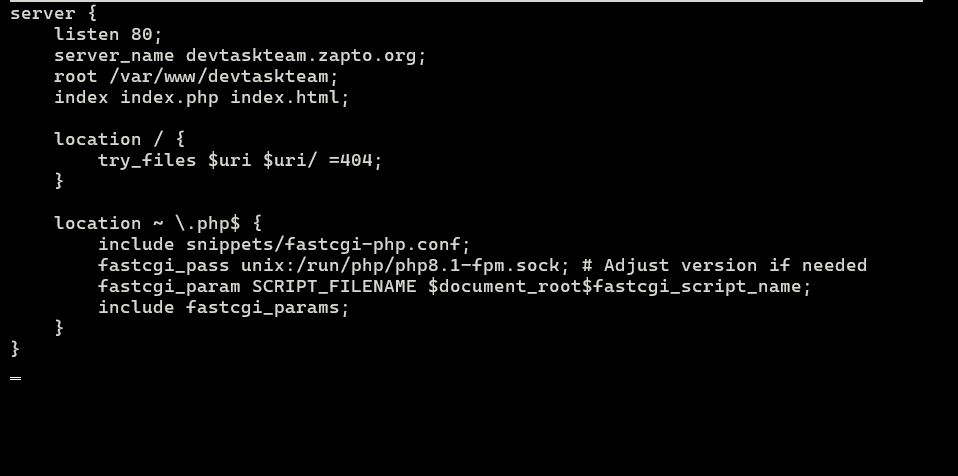 server {
    listen 80;
    server_name devtaskteam.zapto.org;
    root /var/www/devtaskteam;
    index index.php index.html;

    location / {
        try_files $uri $uri/ =404;
    }

    location ~ \.php$ {
        include snippets/fastcgi-php.conf;
        fastcgi_pass unix:/run/php/php8.1-fpm.sock; # Adjust version if needed
        fastcgi_param SCRIPT_FILENAME $document_root$fastcgi_script_name;
        include fastcgi_params;
    }
}